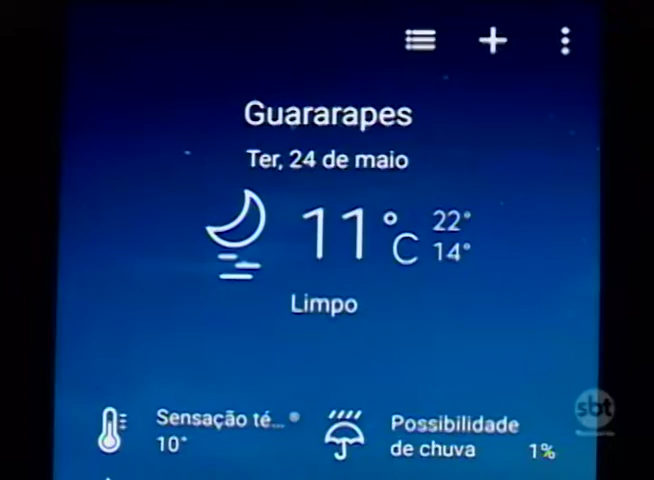 Guararapes
Ter, 24 de maio
11°C
22°
14°
Limpo
Sensação té...
10°
Possibilidade
de chuva 1%
sbt